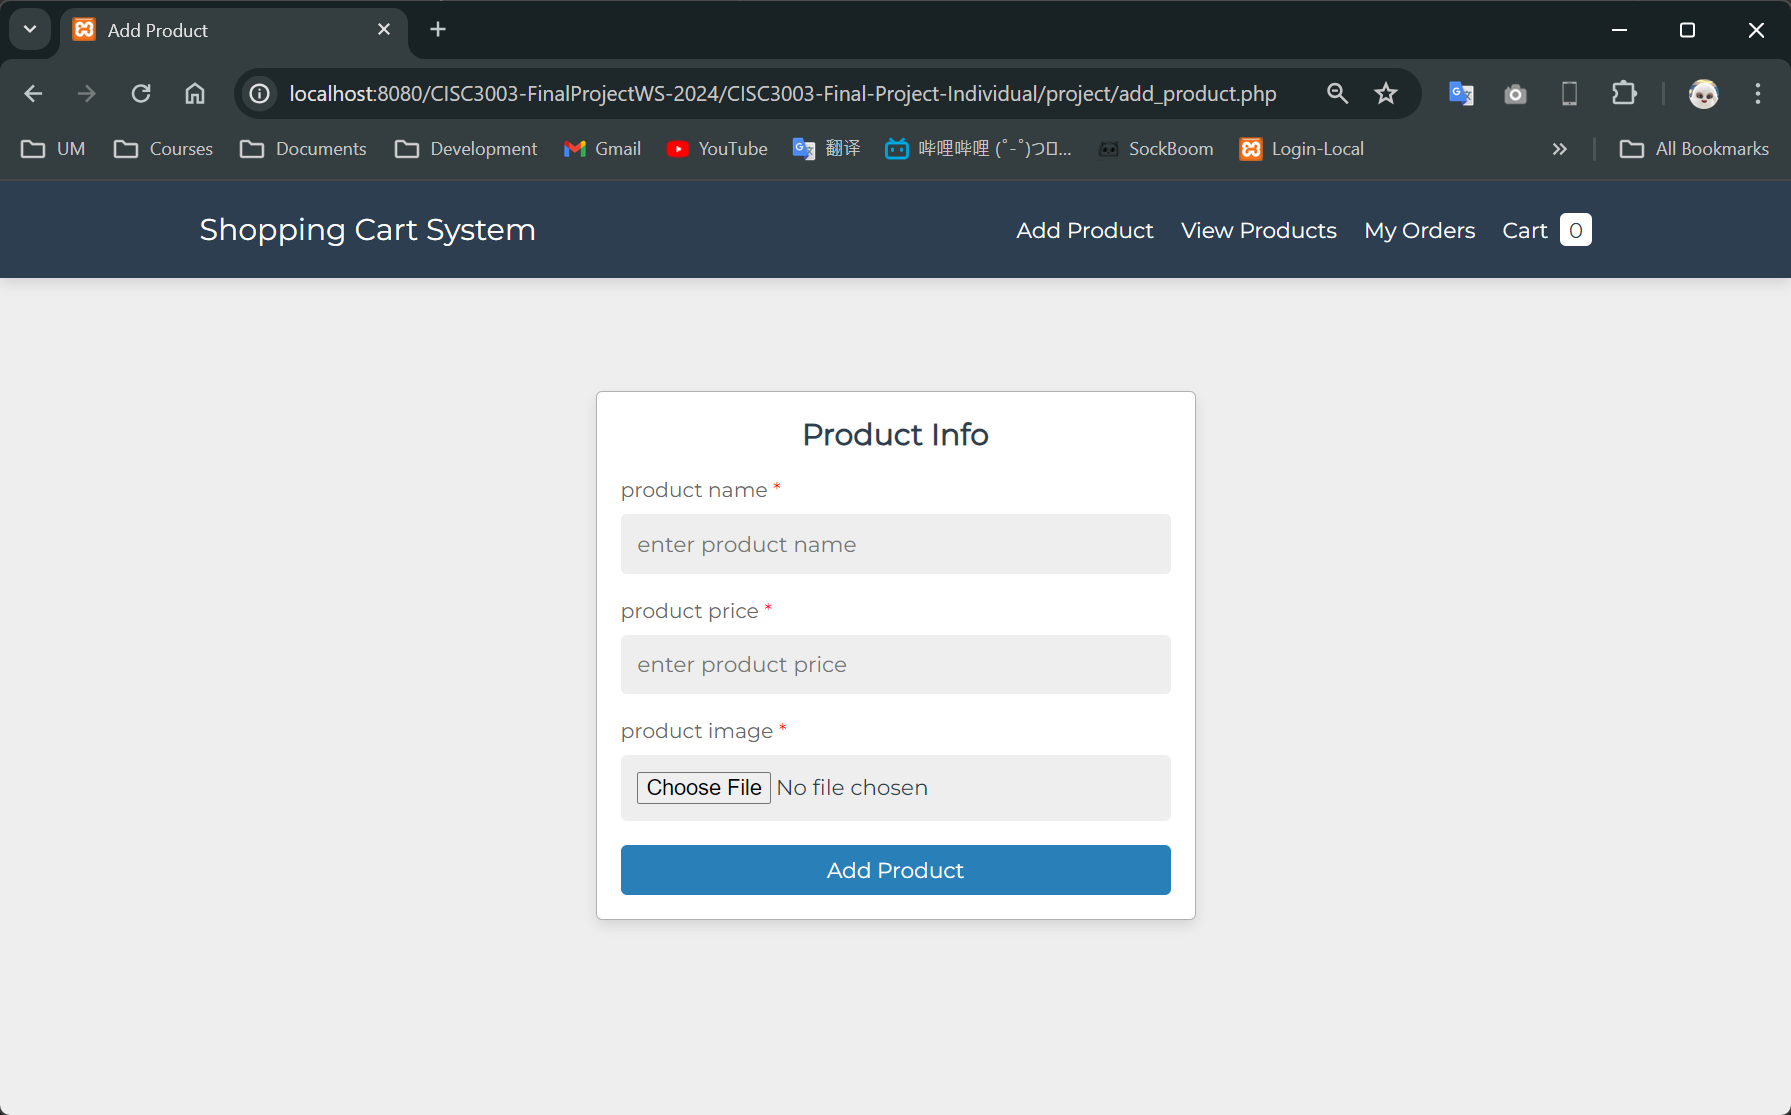 Add Product
localhost:8080/CISC3003-FinalProjectWS-2024/CISC3003-Final-Project-Individual/project/add_product.php
UM Courses Documents Development Gmail YouTube 翻译 哔哩哔哩 (゜-゜)つロ... SockBoom Login-Local All Bookmarks
Shopping Cart System Add Product View Products My Orders Cart 0
Product Info
product name *
enter product name
product price *
enter product price
product image *
Choose File No file chosen
Add Product